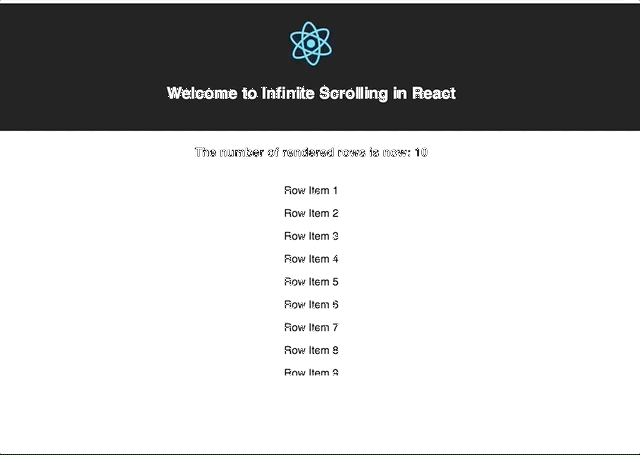 Welcome to Infinite Scrolling in React
The number of rendered rows is now: 10
Row Item 1
Row Item 2
Row Item 3
Row Item 4
Row Item 5
Row Item 6
Row Item 7
Row Item 8
Row Item 9